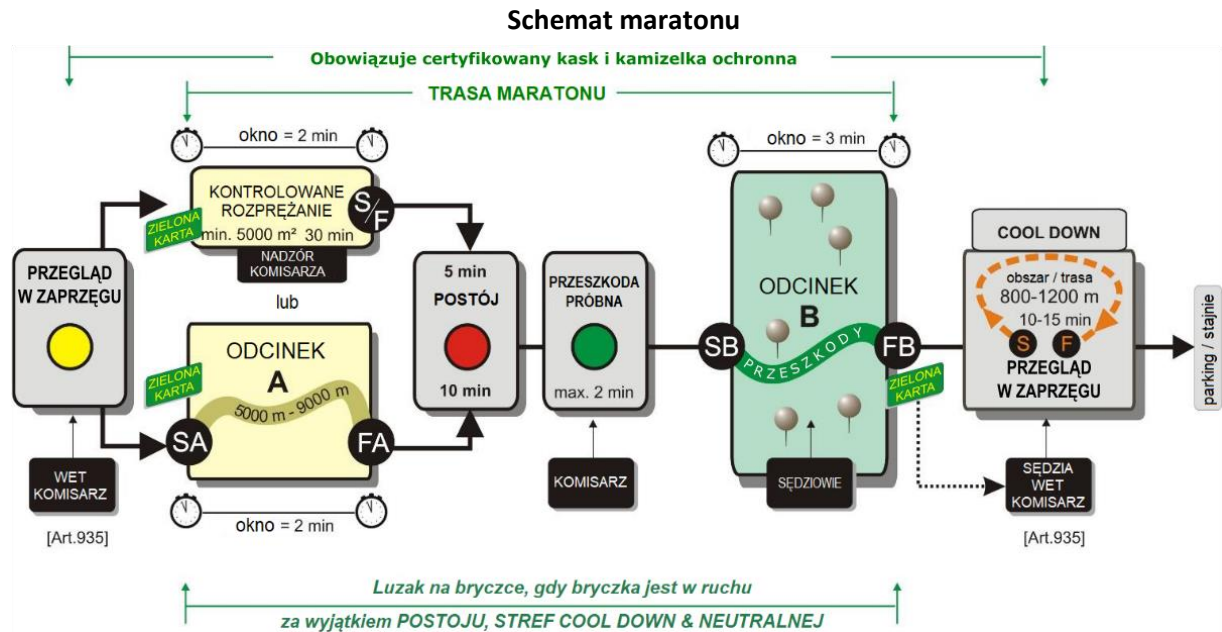 Schemat maratonu
Obowiązuje certyfikowany kask i kamizelka ochronna
TRASA MARATONU
okno = 2 min
okno = 3 min
KONTROLOWANE
ROZPRĘŻANIE
min. 5000 m² 30 min
S/F
ZIELONA
KARTA
NADZÓR
KOMISARZA
lub
PRZEGLĄD
W ZAPRZĘGU
WET
KOMISARZ
[Art.935]
ZIELONA
KARTA
ODCINEK
A
5000 m - 9000 m
SA
FA
okno = 2 min
5 min
POSTÓJ
10 min
PRZESZKODA
PRÓBNA
max. 2 min
KOMISARZ
ODCINEK
B
SB
PRZESZKODY
FB
SĘDZIOWIE
ZIELONA
KARTA
COOL DOWN
obszar / trasa
800-1200 m
10-15 min
S F
PRZEGLĄD
W ZAPRZĘGU
SĘDZIA
WET
KOMISARZ
[Art.935]
parking / stajnie
Luzak na bryczce, gdy bryczka jest w ruchu
za wyjątkiem POSTOJU, STREF COOL DOWN & NEUTRALNEJ